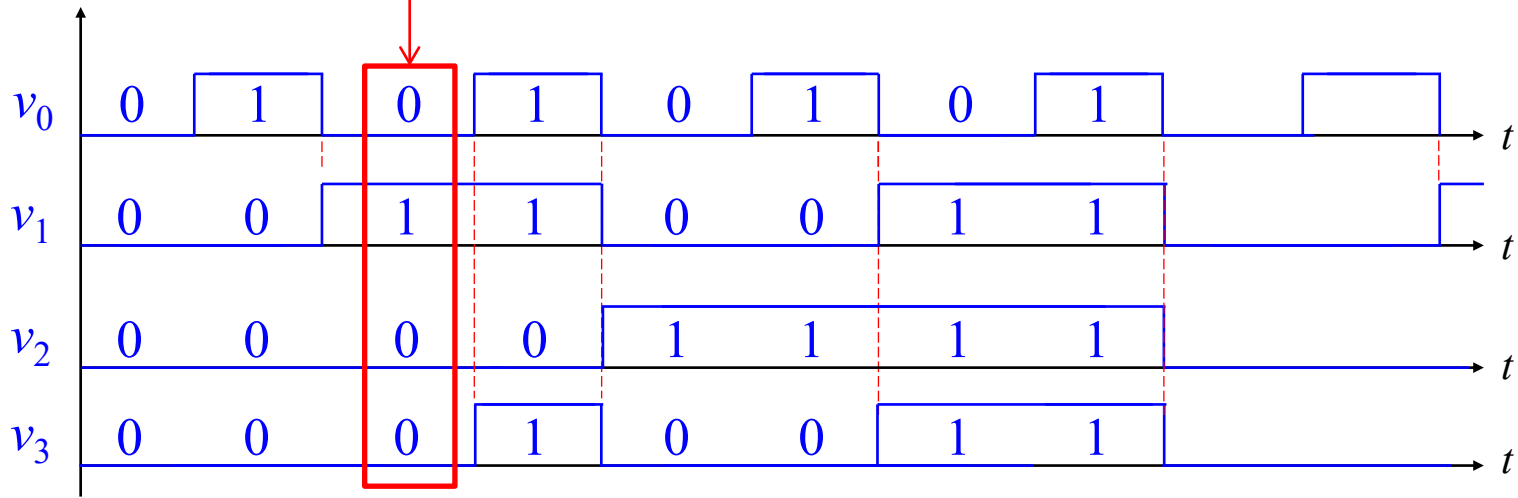 v0 0 1 0 1 0 1 0 1 t
v1 0 0 1 1 0 0 1 1 t
v2 0 0 0 0 1 1 1 1 t
v3 0 0 0 1 0 0 1 1 t